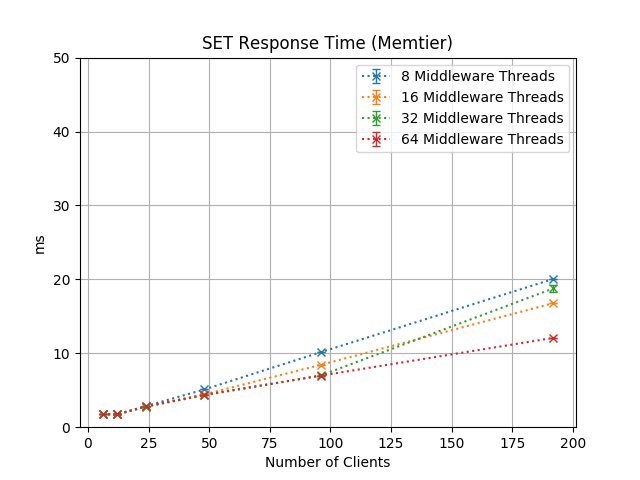 SET Response Time (Memtier)
50
40
30
20
10
0
ms
8 Middleware Threads
16 Middleware Threads
32 Middleware Threads
64 Middleware Threads
0 25 50 75 100 125 150 175 200
Number of Clients